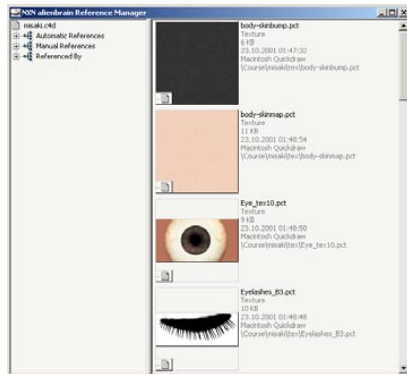 NXN alienbrain Reference Manager
misaki.c4d
Automatic References
Manual References
Referenced By
body-skinbump.pct
Texture
6 KB
23.10.2001 01:47:32
Macintosh Quickdraw
\Course\misaki\tex\body-skinbump.pct
body-skinmap.pct
Texture
11 KB
23.10.2001 01:48:54
Macintosh Quickdraw
\Course\misaki\tex\body-skinmap.pct
Eye_tex10.pct
Texture
9 KB
23.10.2001 01:48:50
Macintosh Quickdraw
\Course\misaki\tex\Eye_tex10.pct
Eyelashes_B3.pct
Texture
10 KB
23.10.2001 01:48:48
Macintosh Quickdraw
\Course\misaki\tex\Eyelashes_B3.pct